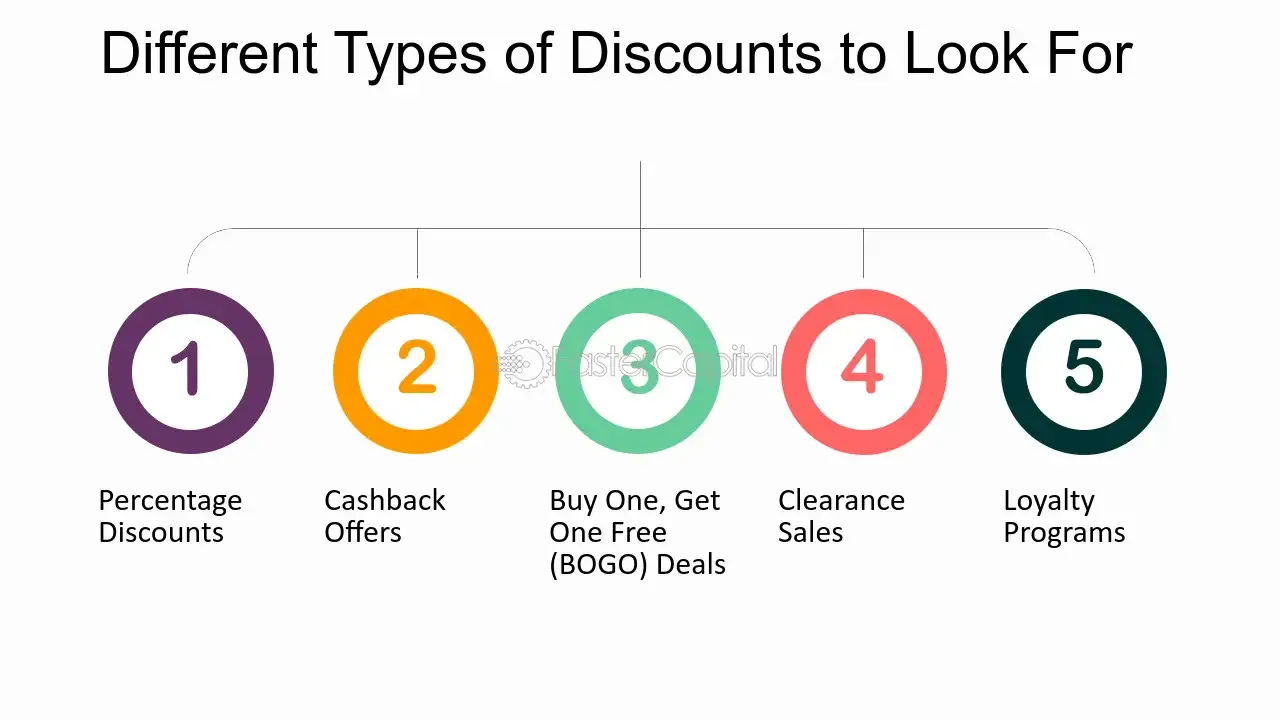 Different Types of Discounts to Look For
1
2
FasterCapital
3
4
5
Percentage
Discounts
Cashback
Offers
Buy One, Get
One Free
(BOGO) Deals
Clearance
Sales
Loyalty
Programs